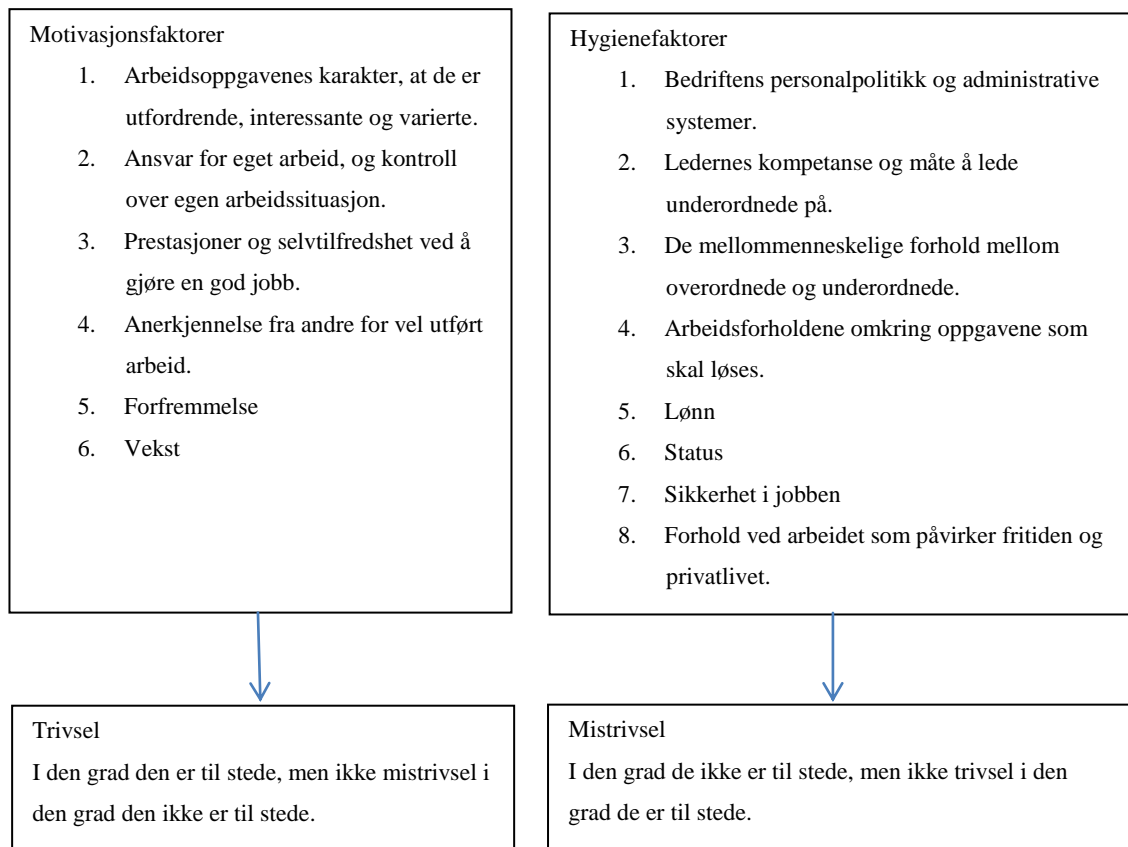 Motivasjonsfaktorer
1. Arbeidsoppgavenes karakter, at de er
utfordrende, interessante og varierte.
2. Ansvar for eget arbeid, og kontroll
over egen arbeidssituasjon.
3. Prestasjoner og selvtilfredshet ved å
gjøre en god jobb.
4. Anerkjennelse fra andre for vel utført
arbeid.
5. Forfremmelse
6. Vekst
Hygienefaktorer
1. Bedriftens personalpolitikk og administrative
systemer.
2. Ledernes kompetanse og måte å lede
underordnede på.
3. De mellommenneskelige forhold mellom
overordnede og underordnede.
4. Arbeidsforholdene omkring oppgavene som
skal løses.
5. Lønn
6. Status
7. Sikkerhet i jobben
8. Forhold ved arbeidet som påvirker fritiden og
privatlivet.
Trivsel
I den grad den er til stede, men ikke mistrivsel i
den grad den ikke er til stede.
Mistrivsel
I den grad de ikke er til stede, men ikke trivsel i den
grad de er til stede.